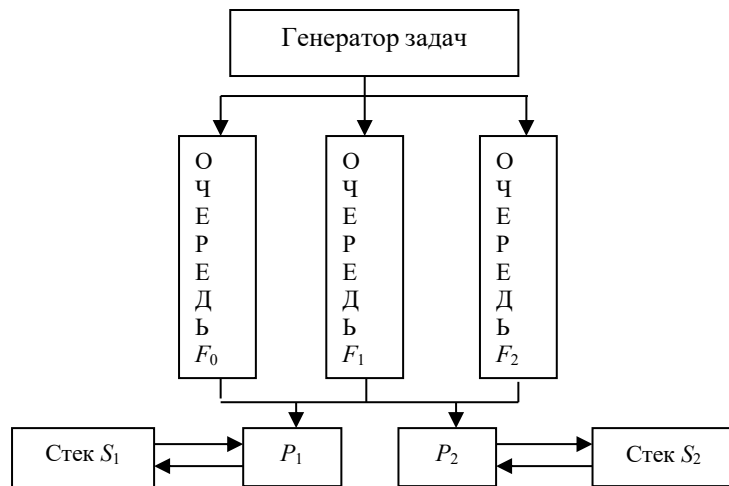 Генератор задач
О
Ч
Е
Р
Е
Д
Ь
F₀
О
Ч
Е
Р
Е
Д
Ь
F₁
О
Ч
Е
Р
Е
Д
Ь
F₂
Стек S₁
P₁
P₂
Стек S₂